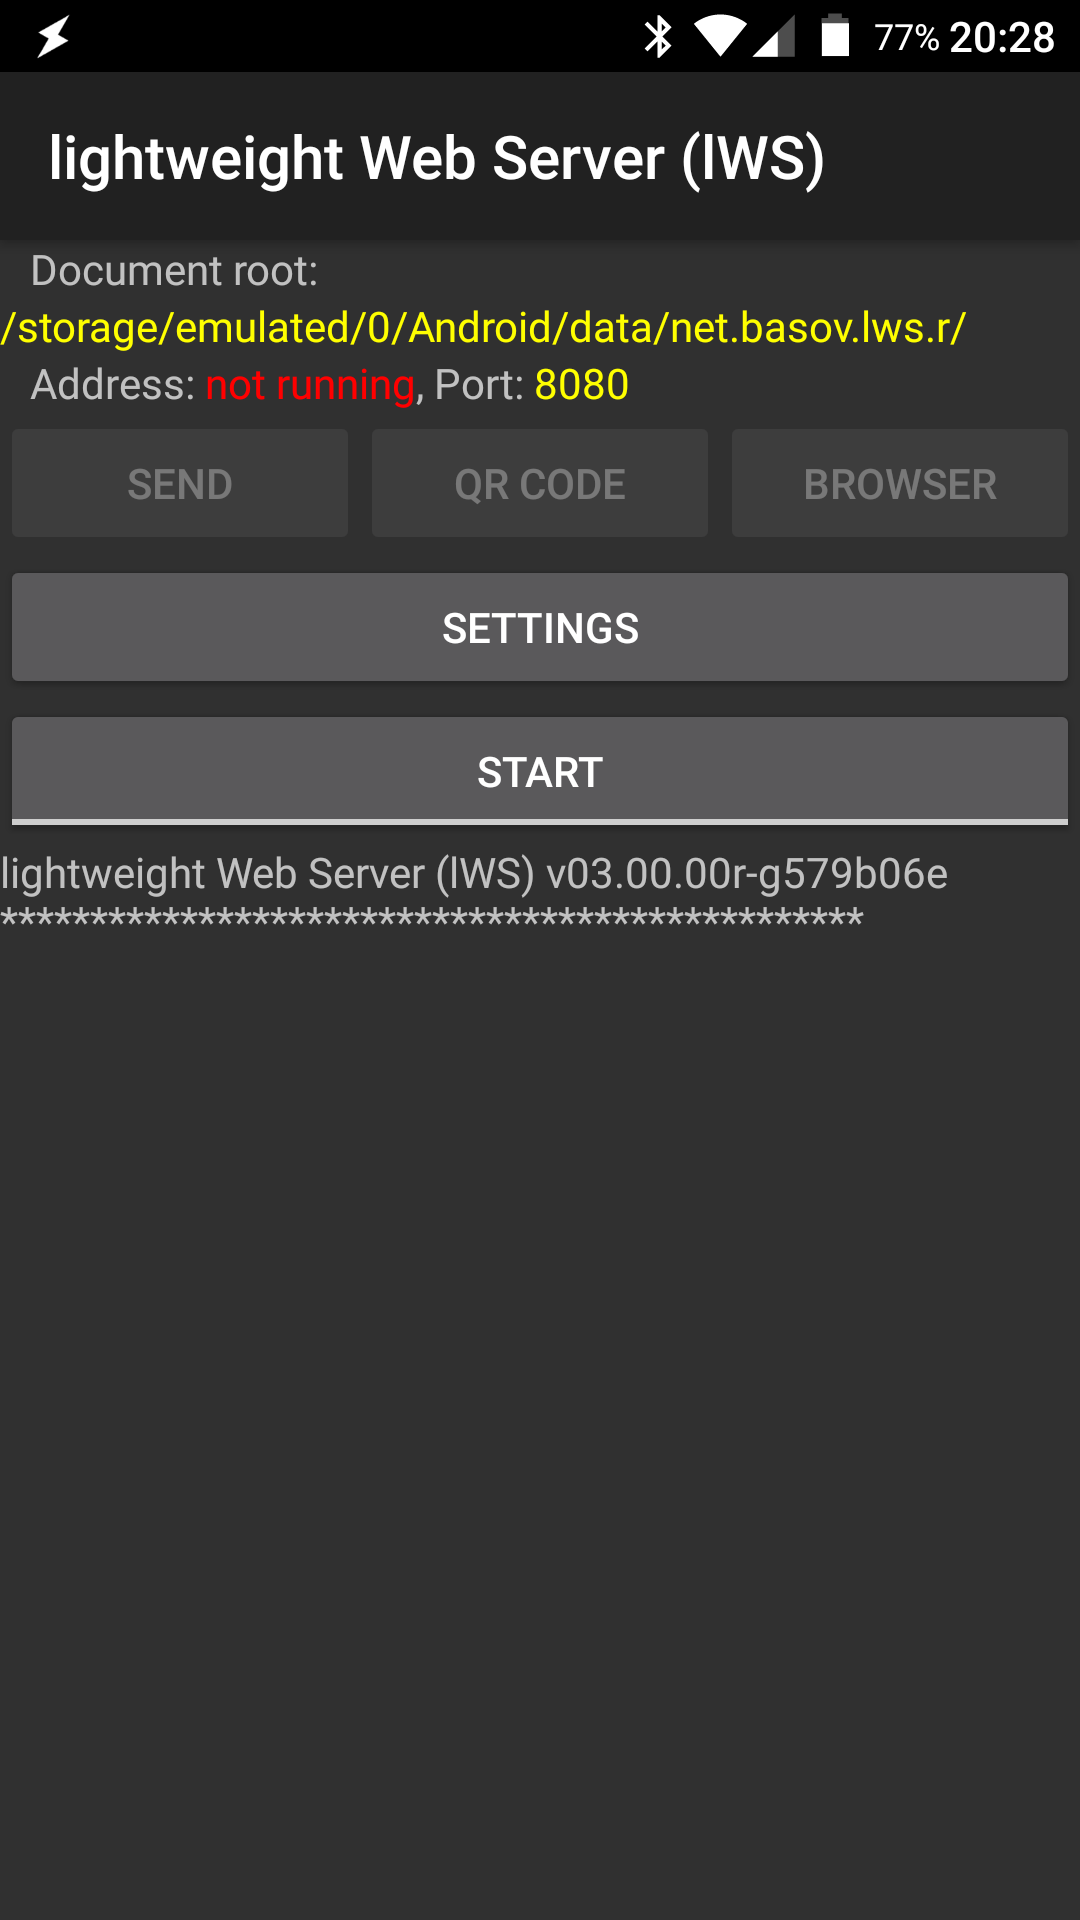 77% 20:28
lightweight Web Server (lWS)
Document root:
/storage/emulated/0/Android/data/net.basov.lws.r/
Address: not running, Port: 8080
SEND QR CODE BROWSER
SETTINGS
START
lightweight Web Server (lWS) v03.00.00r-g579b06e
************************************************